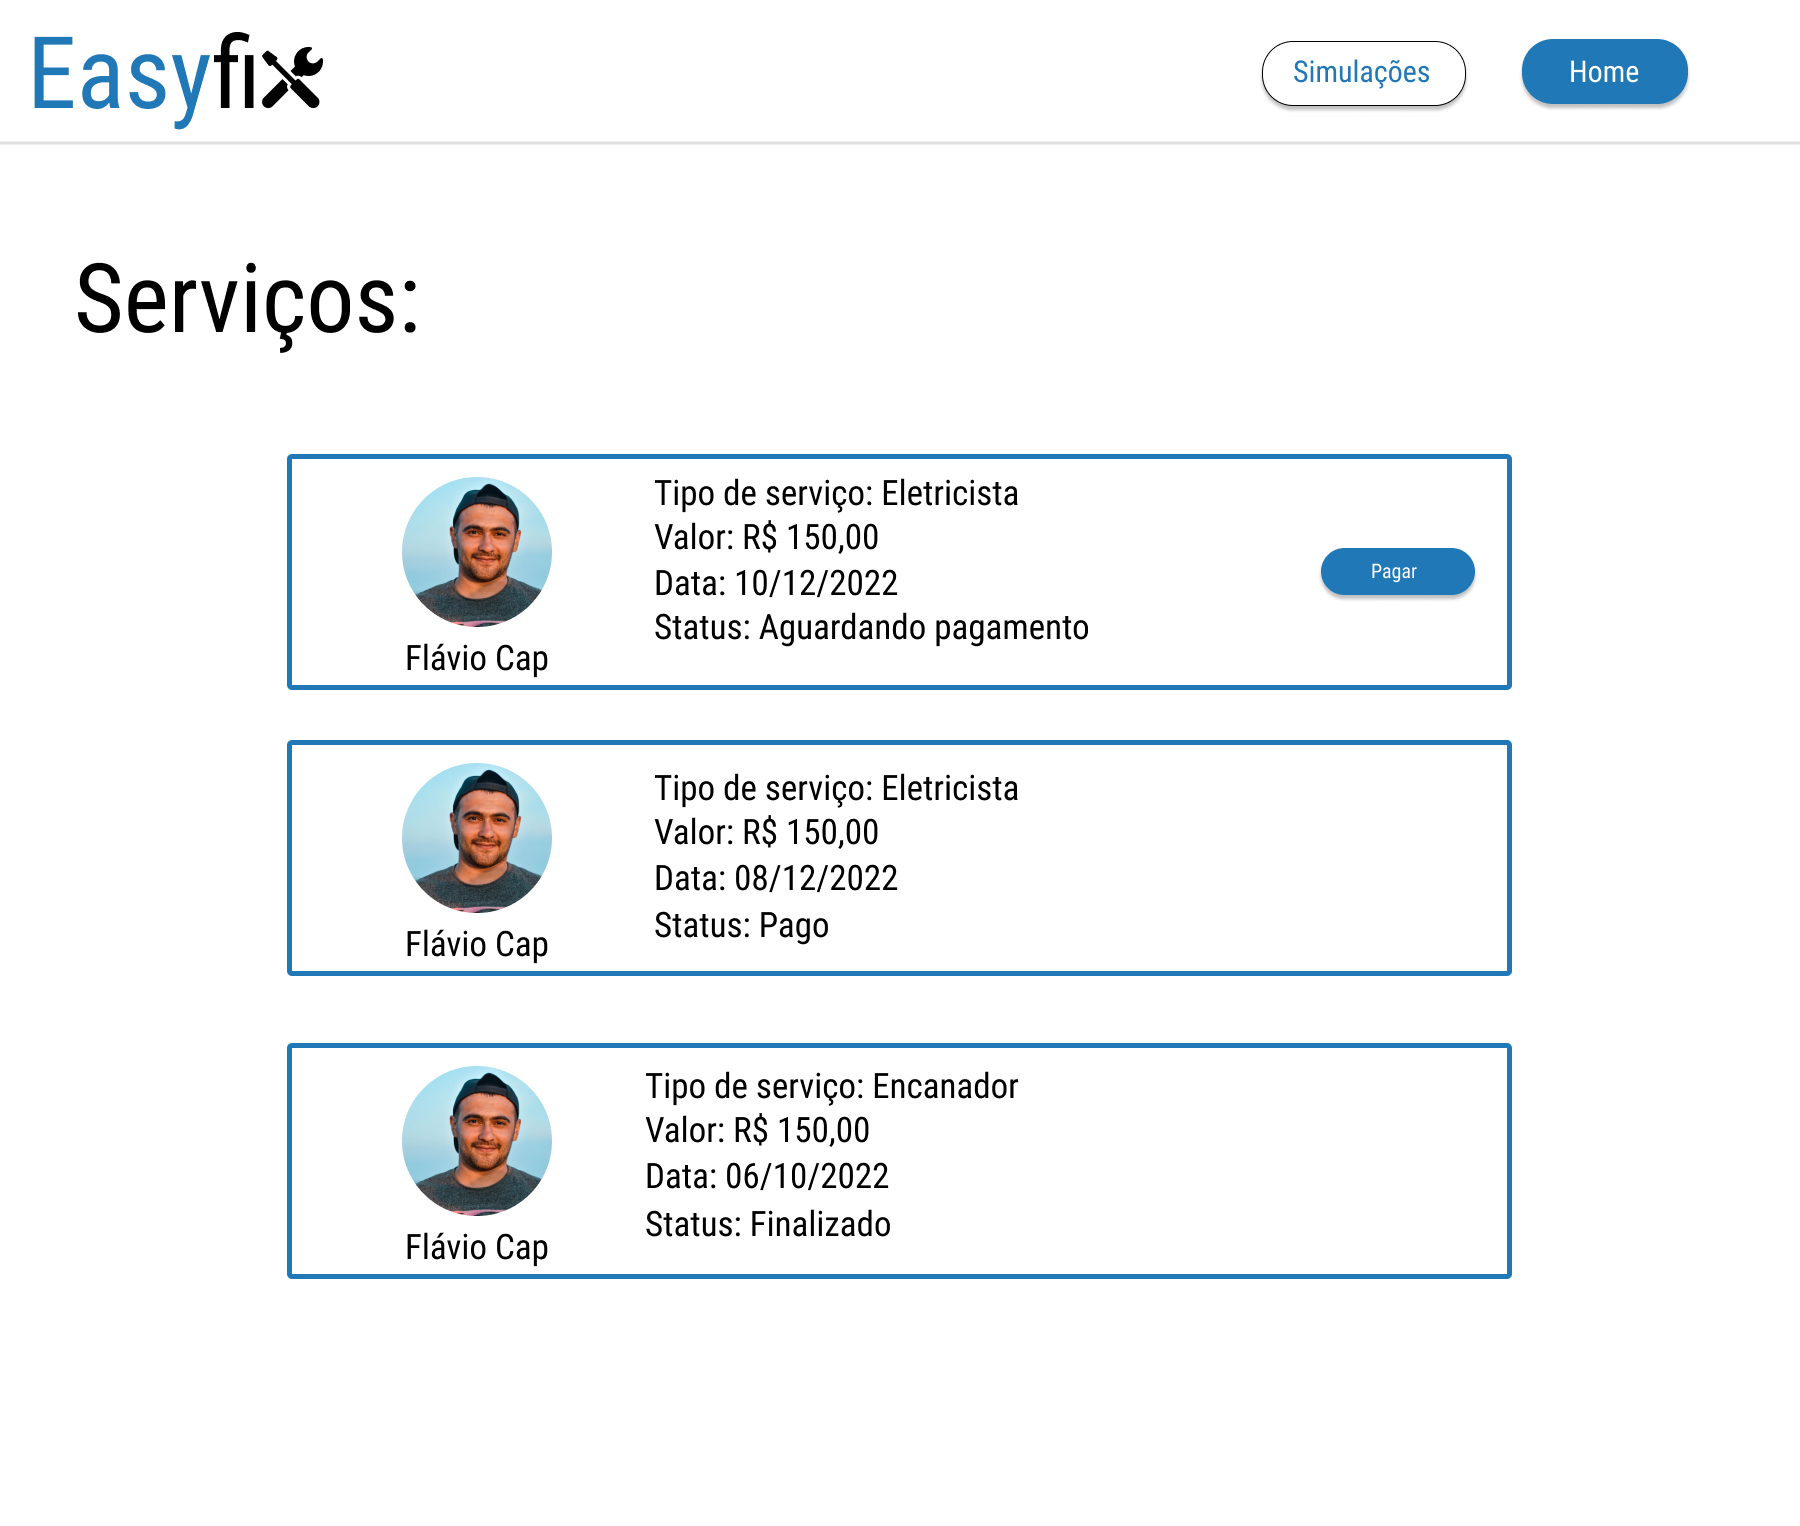 Easyfix
Simulações
Home
Serviços:
Tipo de serviço: Eletricista
Valor: R$ 150,00
Data: 10/12/2022
Status: Aguardando pagamento
Pagar
Flávio Cap
Tipo de serviço: Eletricista
Valor: R$ 150,00
Data: 08/12/2022
Status: Pago
Flávio Cap
Tipo de serviço: Encanador
Valor: R$ 150,00
Data: 06/10/2022
Status: Finalizado
Flávio Cap